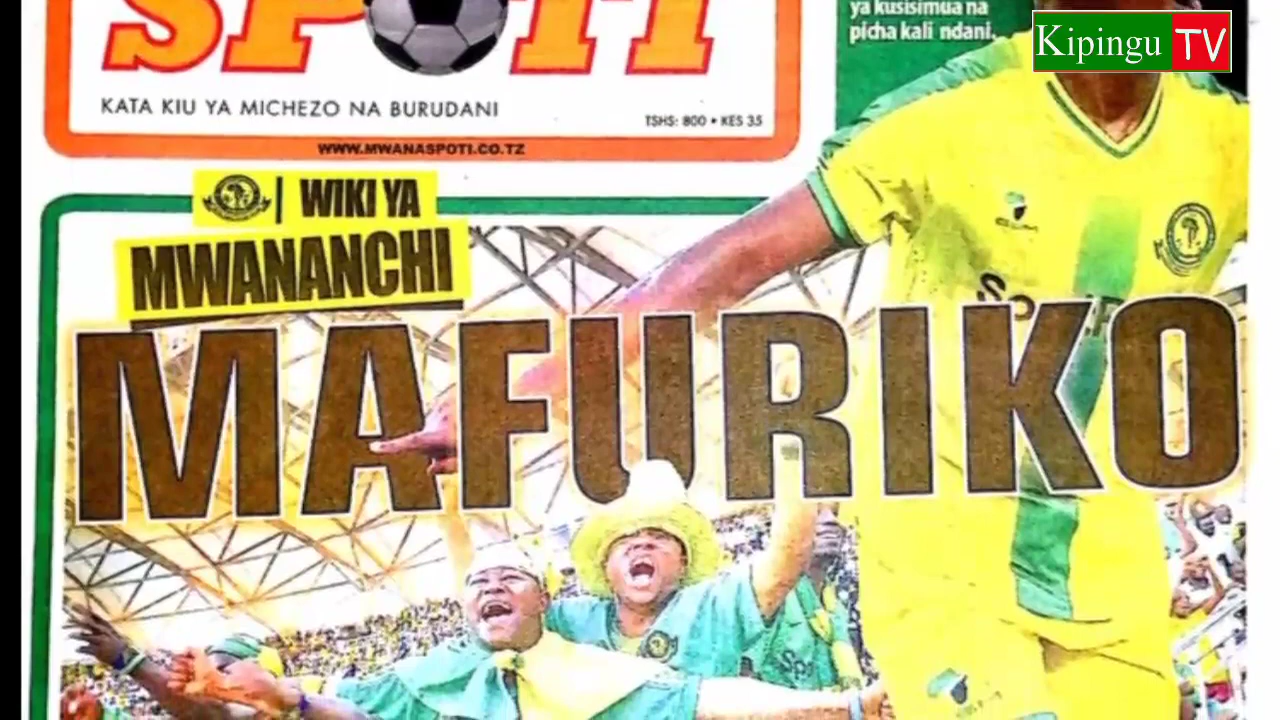 SPOTI
ya kusisimua na
picha kali ndani.
Kipingu TV
KATA KIU YA MICHEZO NA BURUDANI
TSHS: 800 • KES 35
WWW.MWANASPOTI.CO.TZ
WIKI YA
MWANANCHI
MAFURIKO